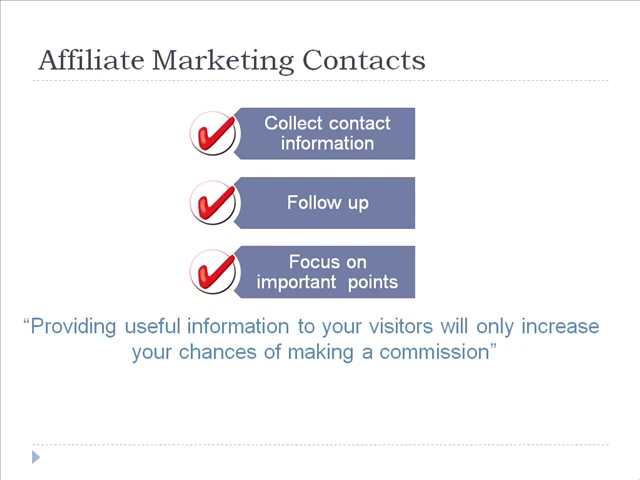 Affiliate Marketing Contacts
Collect contact
information
Follow up
Focus on
important points
“Providing useful information to your visitors will only increase
your chances of making a commission”